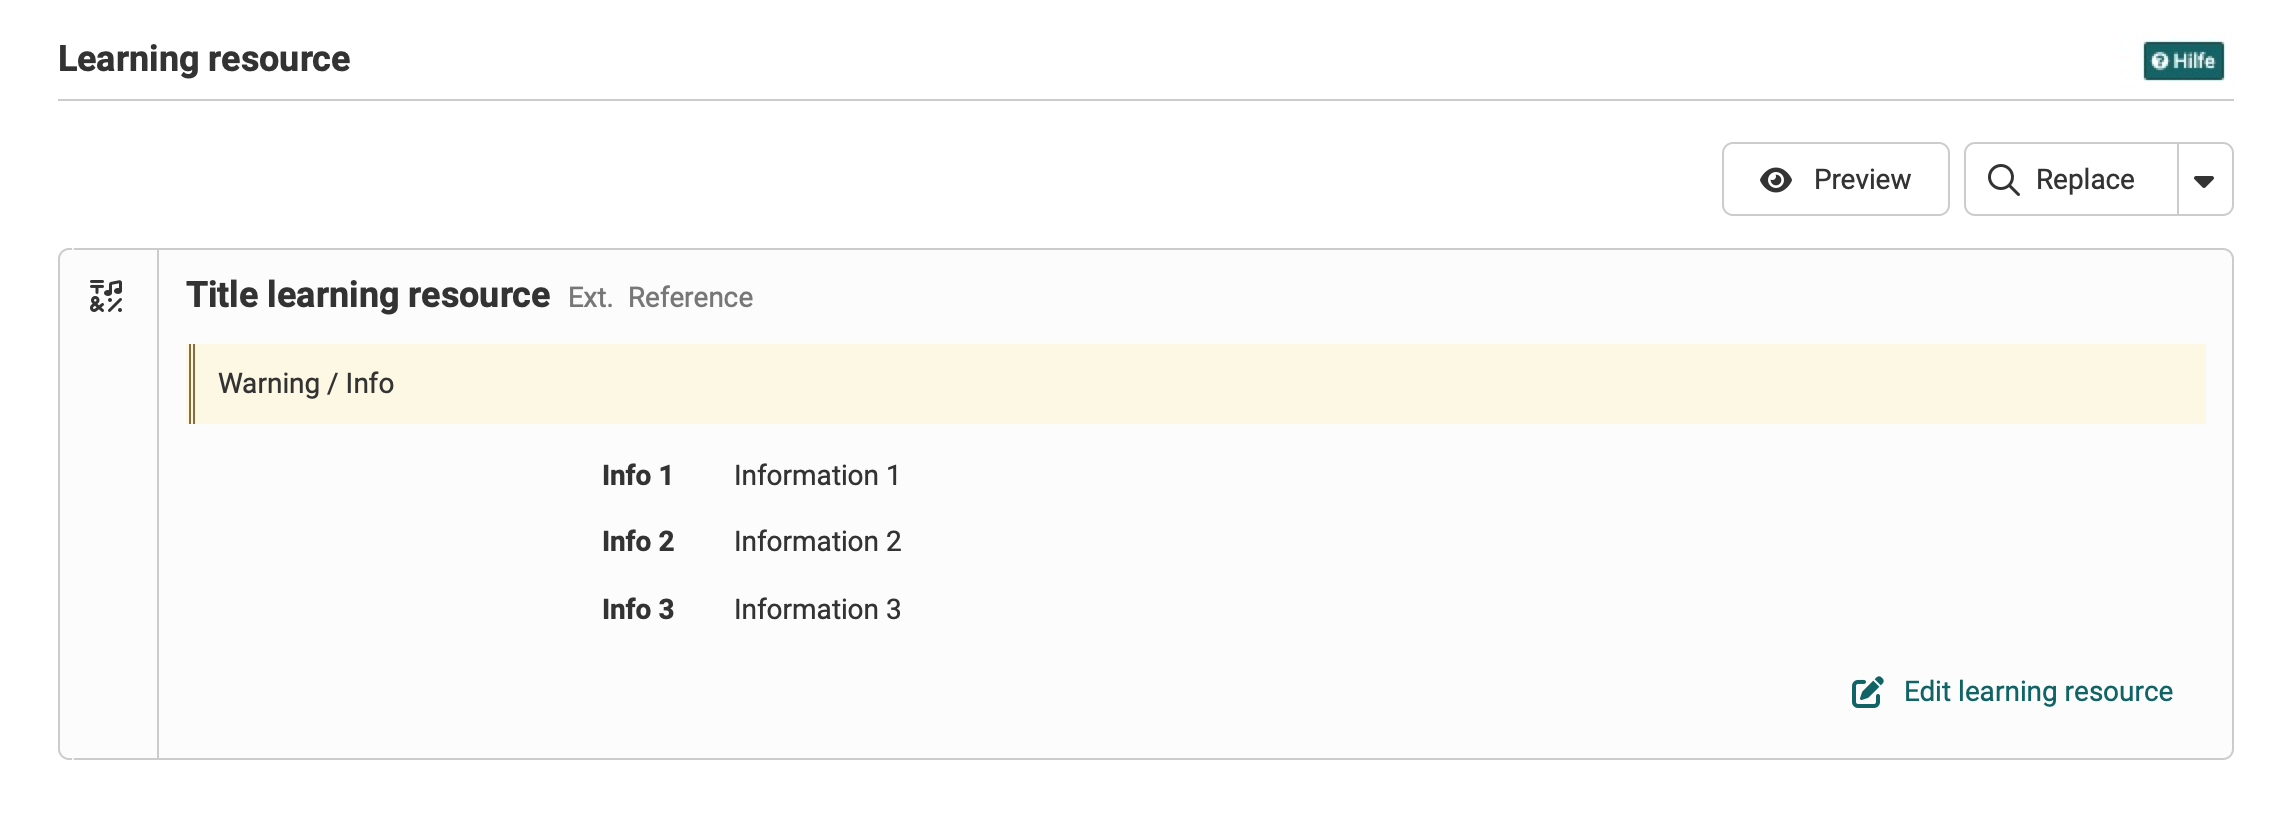 Learning resource
Hilfe
Preview
Replace
Title learning resource Ext. Reference
Warning / Info
Info 1 Information 1
Info 2 Information 2
Info 3 Information 3
Edit learning resource